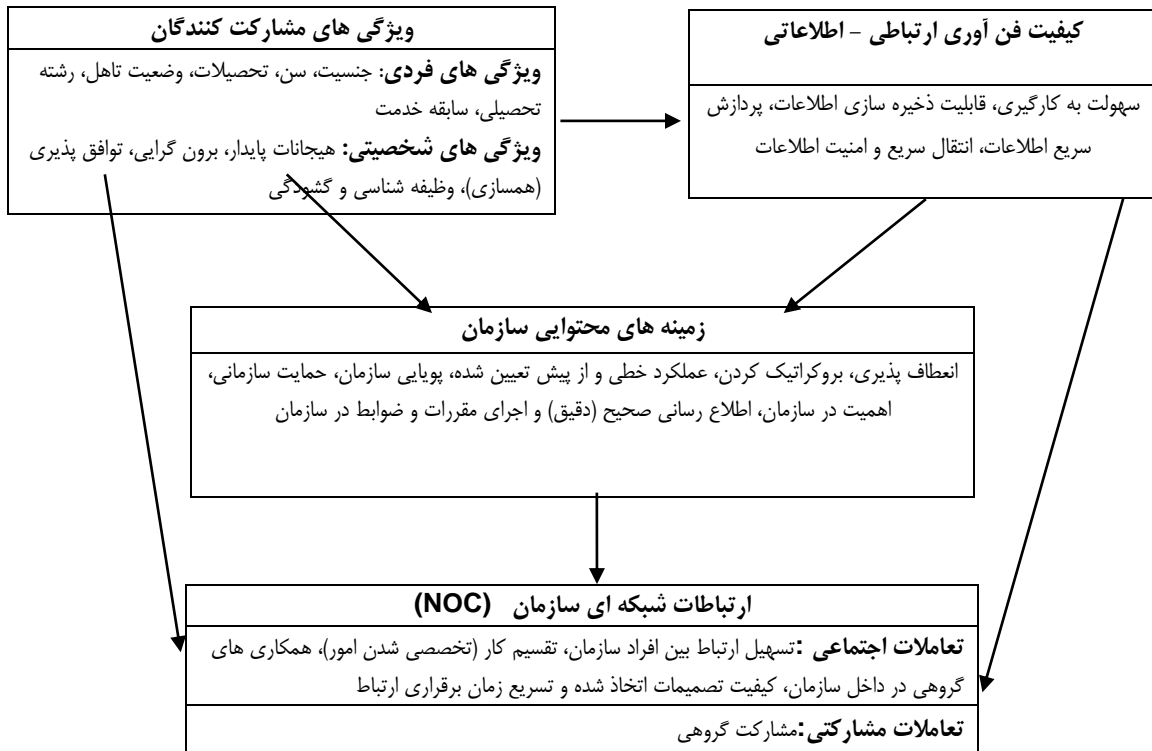 ویژگی های مشارکت کنندگان
ویژگی های فردی: جنسیت، سن، تحصیلات، وضعیت تاهل، رشته
تحصیلی، سابقه خدمت
ویژگی های شخصیتی: هیجانات پایدار، برون گرایی، توافق پذیری
(همسازی)، وظیفه شناسی و گشودگی
کیفیت فن آوری ارتباطی – اطلاعاتی
سهولت به کارگیری، قابلیت ذخیره سازی اطلاعات، پردازش
سریع اطلاعات، انتقال سریع و امنیت اطلاعات
زمینه های محتوایی سازمان
انعطاف پذیری، بروکراتیک کردن، عملکرد خطی و از پیش تعیین شده، پویایی سازمان، حمایت سازمانی،
اهمیت در سازمان، اطلاع رسانی صحیح (دقیق) و اجرای مقررات و ضوابط در سازمان
ارتباطات شبکه ای سازمان (NOC)
تعاملات اجتماعی :تسهیل ارتباط بین افراد سازمان، تقسیم کار (تخصصی شدن امور)، همکاری های
گروهی در داخل سازمان، کیفیت تصمیمات اتخاذ شده و تسریع زمان برقراری ارتباط
تعاملات مشارکتی:مشارکت گروهی